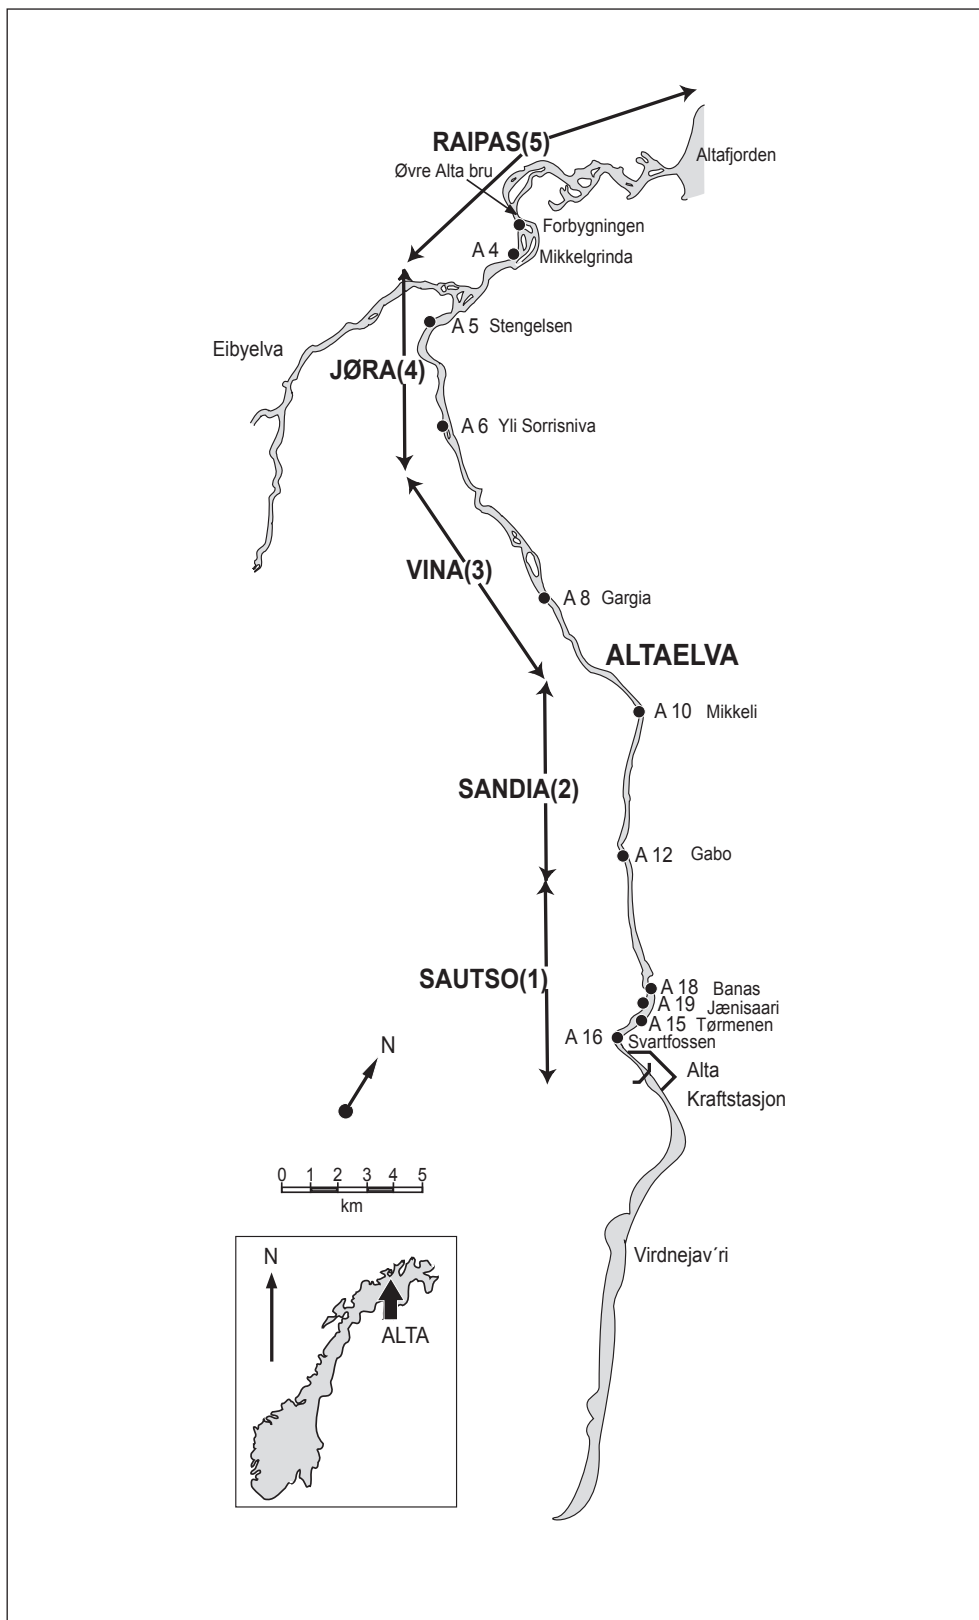 RAIPAS(5)
Altafjorden
Øvre Alta bru
Forbygningen
A 4
Mikkelgrinda
A 5 Stengelsen
Eibyelva
JØRA(4)
A 6 Yli Sorrisniva
VINA(3)
A 8 Gargia
ALTAELVA
A 10 Mikkeli
SANDIA(2)
A 12 Gabo
SAUTSO(1)
A 18 Banas
A 19 Jænisaari
A 15 Tørmenen
A 16 Svartfossen
N
Alta
Kraftstasjon
0 1 2 3 4 5
km
Virdnejav´ri
N
ALTA